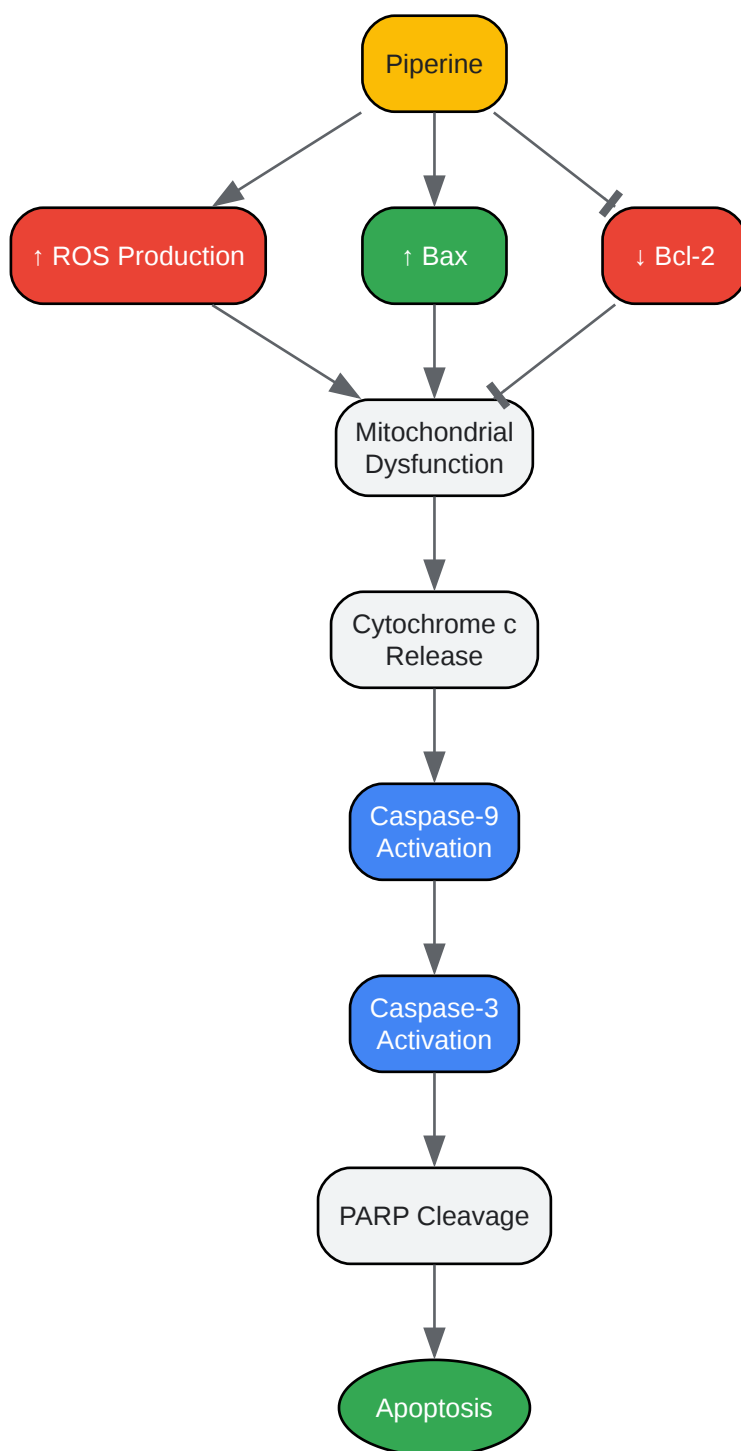 Piperine
↑ ROS Production
↑ Bax
↓ Bcl-2
Mitochondrial
Dysfunction
Cytochrome c
Release
Caspase-9
Activation
Caspase-3
Activation
PARP Cleavage
Apoptosis